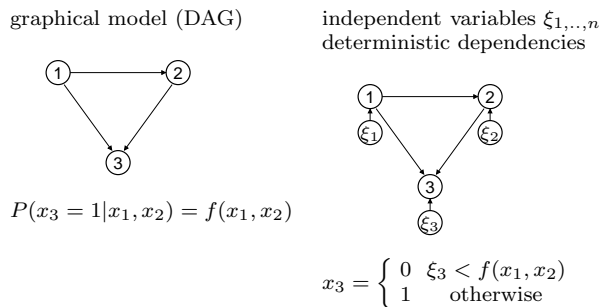 graphical model (DAG)
1
2
3
P(x₃ = 1|x₁, x₂) = f(x₁, x₂)
independent variables ξ₁,..,ₙ
deterministic dependencies
1
2
ξ₁
ξ₂
3
ξ₃
x₃ = { 0 ξ₃ < f(x₁, x₂)
1 otherwise